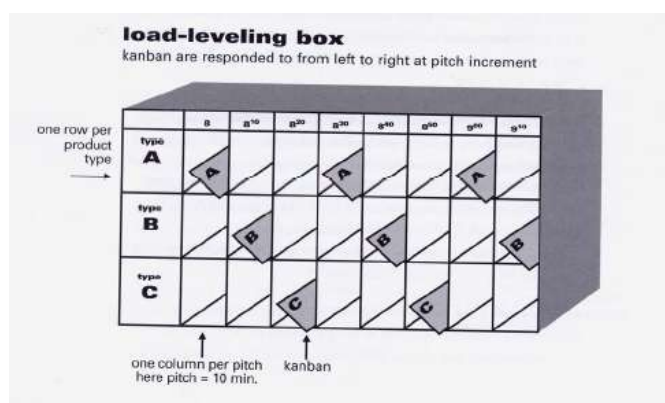 load-leveling box
kanban are responded to from left to right at pitch increment
8 8¹⁰ 8²⁰ 8³⁰ 8⁴⁰ 8⁵⁰ 9⁰⁰ 9¹⁰
one row per
product
type
type
A
A A A
type
B
B B B
type
C
C C
one column per pitch
here pitch = 10 min.
kanban